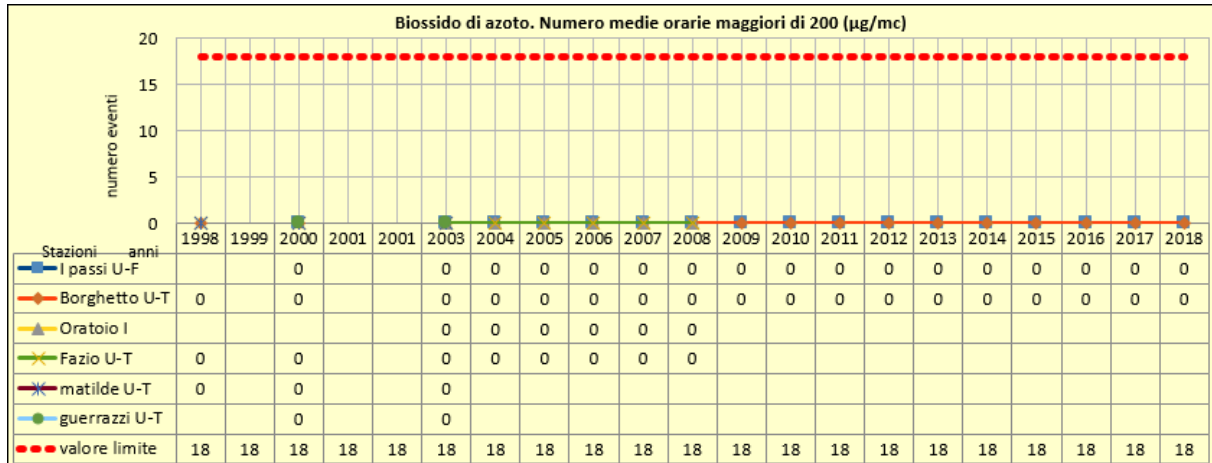 Biossido di azoto. Numero medie orarie maggiori di 200 (µg/mc)
20
15
10
5
0
numero eventi
Stazioni anni 1998 1999 2000 2001 2001 2003 2004 2005 2006 2007 2008 2009 2010 2011 2012 2013 2014 2015 2016 2017 2018
I passi U-F 0 0 0 0 0 0 0 0 0 0 0 0 0 0 0 0 0
Borghetto U-T 0 0 0 0 0 0 0 0 0 0 0 0 0 0 0 0 0 0
Oratoio I 0 0 0 0 0 0
Fazio U-T 0 0 0 0 0 0 0 0
matilde U-T 0 0 0
guerrazzi U-T 0 0
valore limite 18 18 18 18 18 18 18 18 18 18 18 18 18 18 18 18 18 18 18 18 18